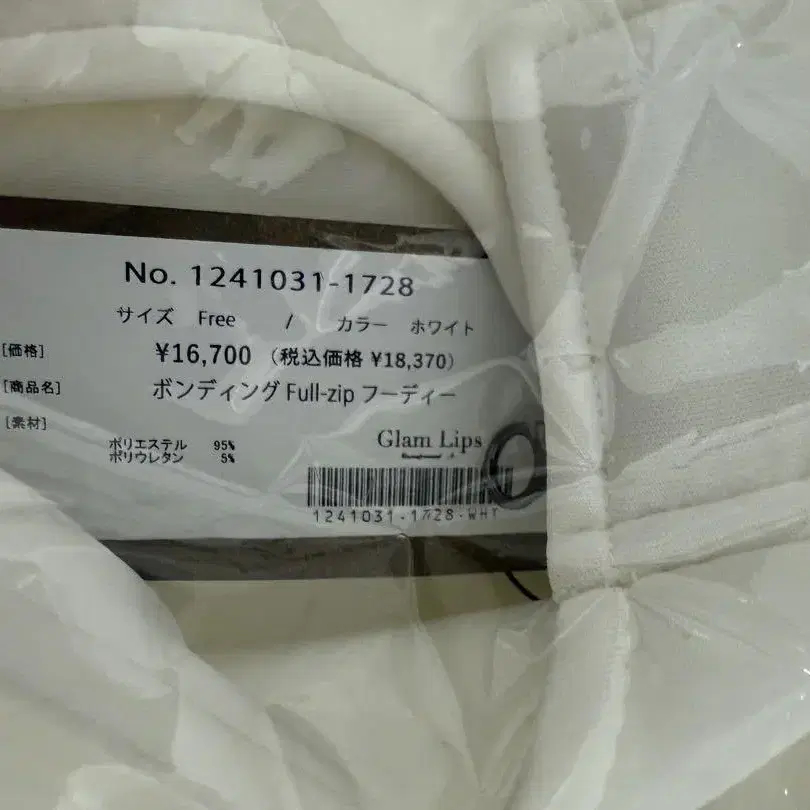 No. 1241031-1728
サイズ Free / カラー ホワイト
[価格] ¥16,700 (税込価格 ¥18,370)
[商品名] ボンディング Full-zip フーディー
[素材]
ポリエステル 95%
ポリウレタン 5%
Glam Lips
1241031-1728-WHT